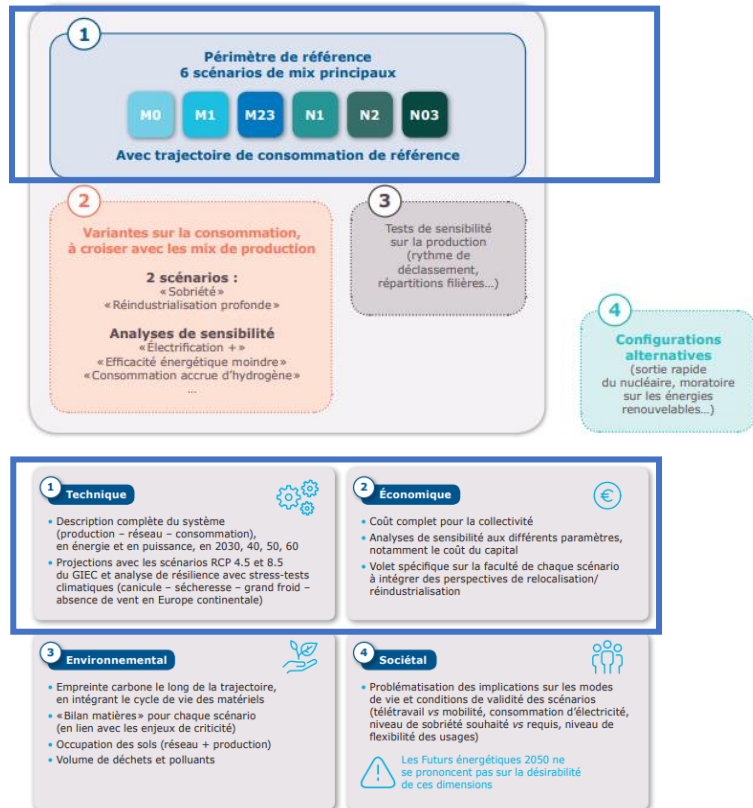 1
Périmètre de référence
6 scénarios de mix principaux
M0 M1 M23 N1 N2 N03
Avec trajectoire de consommation de référence
2
Variantes sur la consommation,
à croiser avec les mix de production
2 scénarios :
«Sobriété»
«Réindustrialisation profonde»
Analyses de sensibilité
«Électrification +»
«Efficacité énergétique moindre»
«Consommation accrue d'hydrogène»
...
3
Tests de sensibilité
sur la production
(rythme de
déclassement,
répartitions filières…)
4
Configurations
alternatives
(sortie rapide
du nucléaire, moratoire
sur les énergies
renouvelables…)
1 Technique
• Description complète du système
(production – réseau – consommation),
en énergie et en puissance, en 2030, 40, 50, 60
• Projections avec les scénarios RCP 4.5 et 8.5
du GIEC et analyse de résilience avec stress-tests
climatiques (canicule – sécheresse – grand froid –
absence de vent en Europe continentale)
2 Économique
€
• Coût complet pour la collectivité
• Analyses de sensibilité aux différents paramètres,
notamment le coût du capital
• Volet spécifique sur la faculté de chaque scénario
à intégrer des perspectives de relocalisation/
réindustrialisation
3 Environnemental
• Empreinte carbone le long de la trajectoire,
en intégrant le cycle de vie des matériels
• «Bilan matières» pour chaque scénario
(en lien avec les enjeux de criticité)
• Occupation des sols (réseau + production)
• Volume de déchets et polluants
4 Sociétal
• Problématisation des implications sur les modes
de vie et conditions de validité des scénarios
(télétravail vs mobilité, consommation d'électricité,
niveau de sobriété souhaité vs requis, niveau de
flexibilité des usages)
! Les Futurs énergétiques 2050 ne
se prononcent pas sur la désirabilité
de ces dimensions